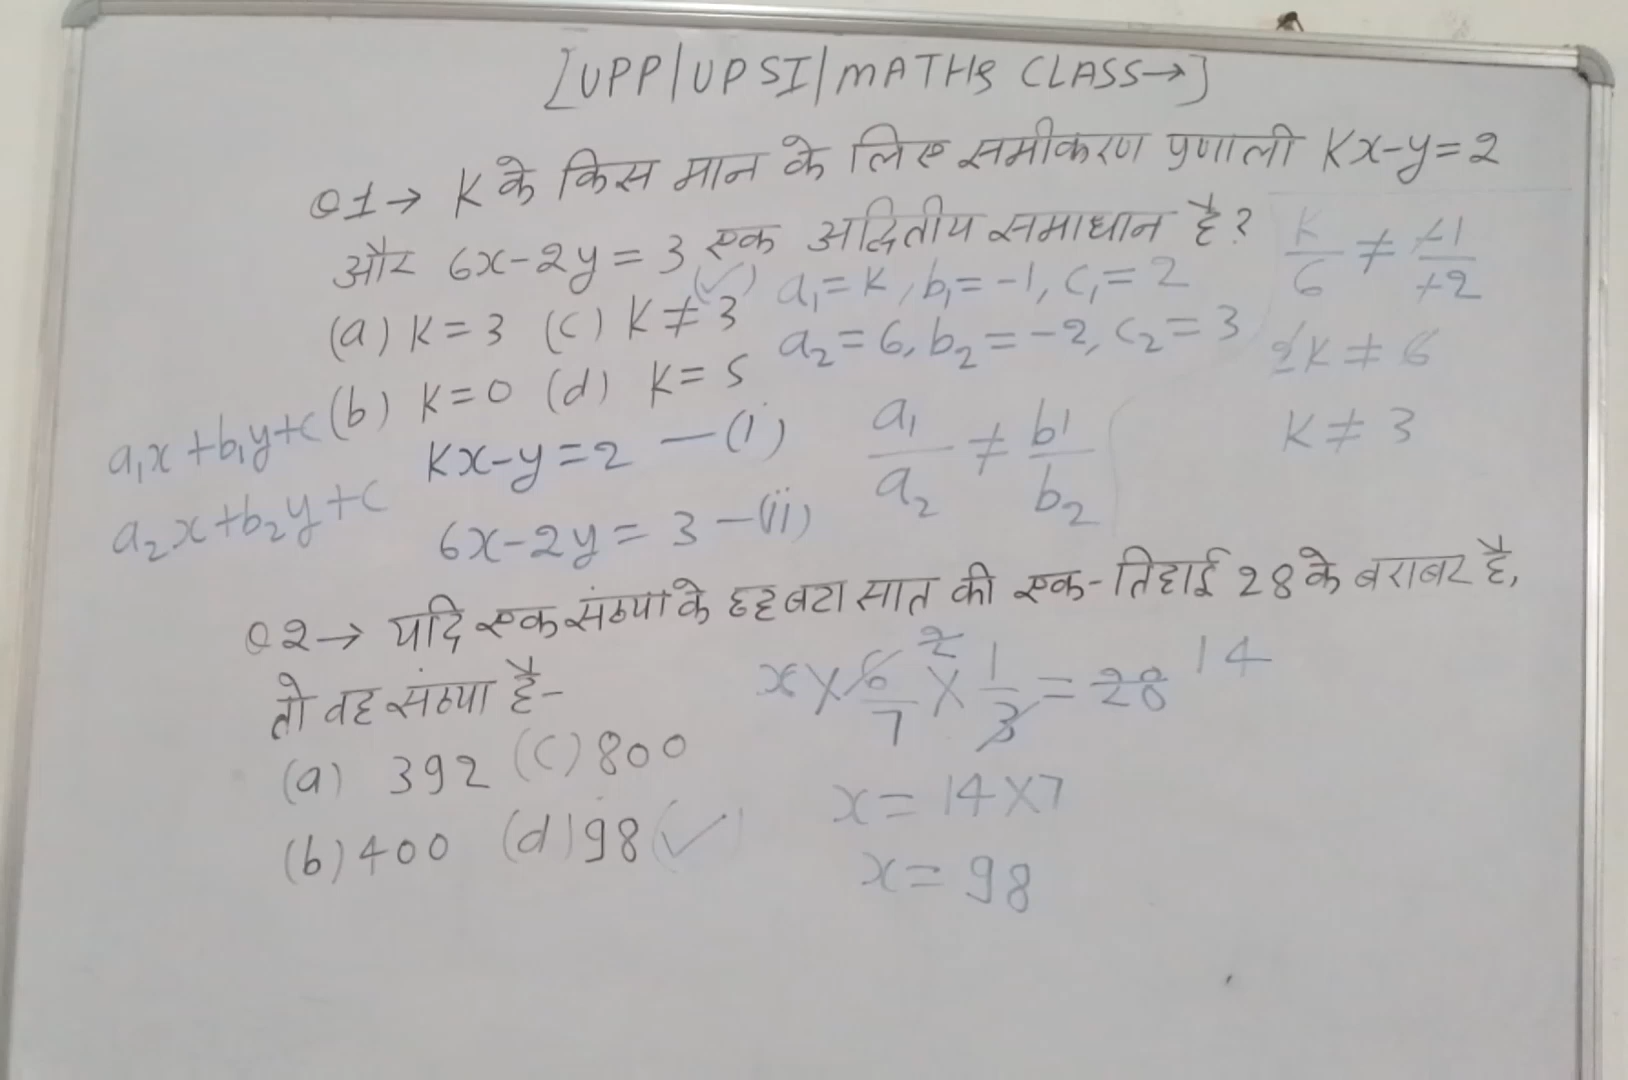 [UPP|UPSI|MATHS CLASS→]
Q1→ K के किस मान के लिए समीकरण प्रणाली Kx-y=2
और 6x-2y=3 एक अद्वितीय समाधान है?
(a) K=3 (c) K≠3 (✓)
(b) K=0 (d) K=5
a₁=K, b₁=-1, c₁=2
a₂=6, b₂=-2, c₂=3
K/6 ≠ -1/-2
2K≠6
K≠3
a₁x+b₁y+c
a₂x+b₂y+c
Kx-y=2 —(i)
6x-2y=3 —(ii)
a₁/a₂ ≠ b1/b₂
Q2→ यदि एक संख्या के छह बटा सात की एक-तिहाई 28 के बराबर है,
तो वह संख्या है-
(a) 392 (c) 800
(b) 400 (d) 98 (✓)
x×6/7 2 ×1/3=28 14
x=14×7
x=98